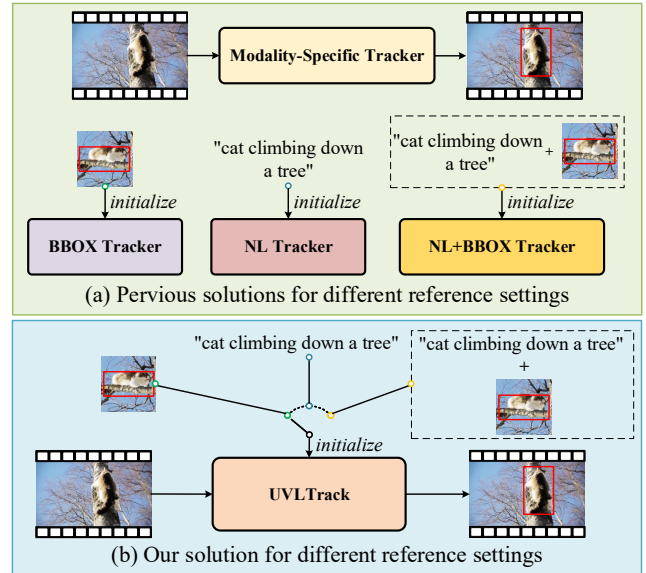 Modality-Specific Tracker
"cat climbing down
a tree"
"cat climbing down
a tree"
+
initialize
initialize
initialize
BBOX Tracker
NL Tracker
NL+BBOX Tracker
(a) Pervious solutions for different reference settings
"cat climbing down a tree"
"cat climbing down a tree"
+
initialize
UVLTrack
(b) Our solution for different reference settings